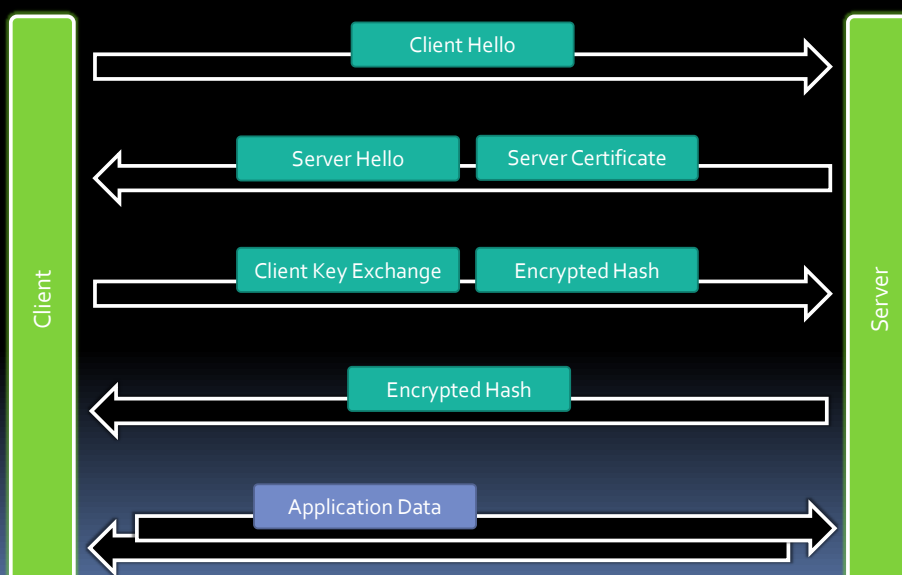 Client Hello
Server Hello
Server Certificate
Client Key Exchange
Encrypted Hash
Client
Server
Encrypted Hash
Application Data